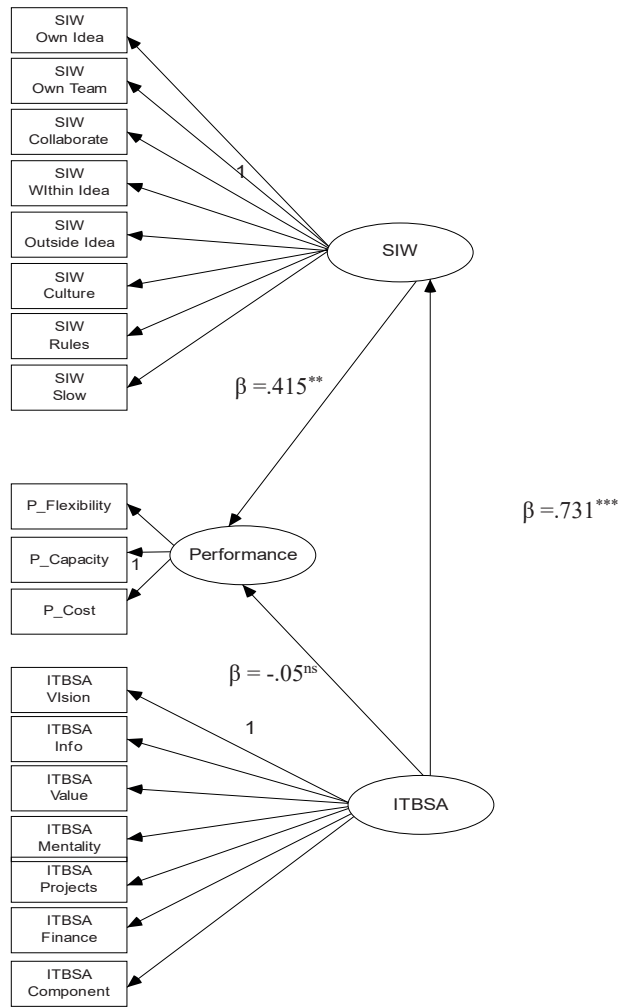 SIW
Own Idea
SIW
Own Team
SIW
Collaborate
1
SIW
WIthin Idea
SIW
Outside Idea
SIW
SIW
Culture
SIW
Rules
SIW
Slow
β =.415**
β =.731***
P_Flexibility
P_Capacity
1
Performance
P_Cost
β = -.05ns
ITBSA
VIsion
1
ITBSA
Info
ITBSA
Value
ITBSA
ITBSA
Mentality
ITBSA
Projects
ITBSA
Finance
ITBSA
Component